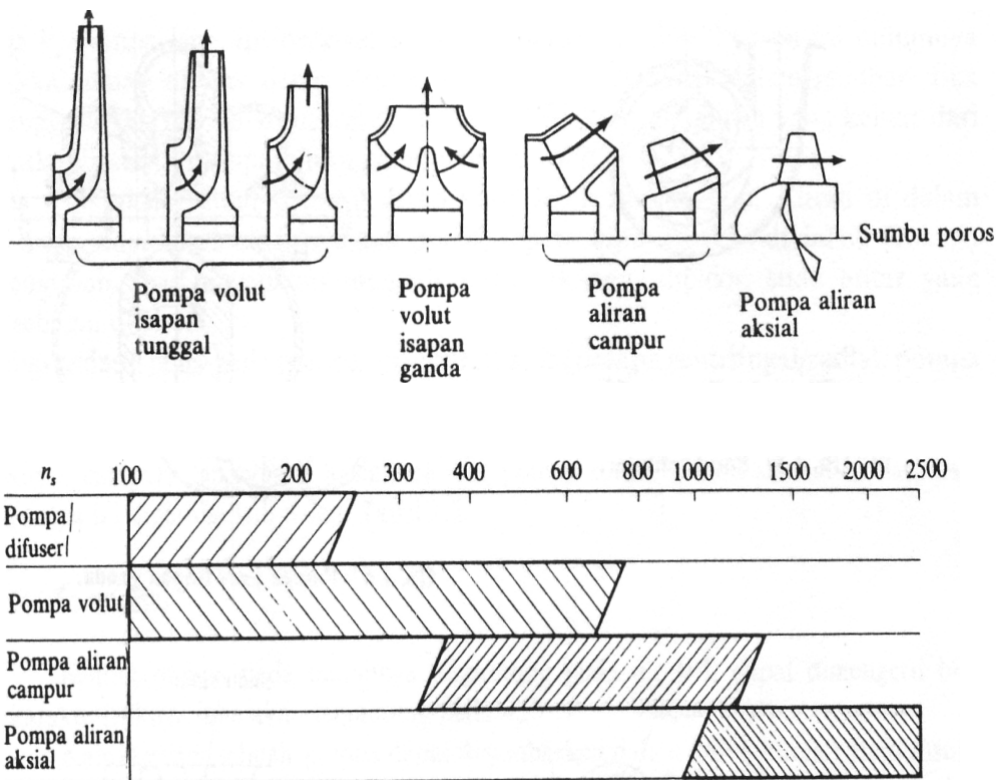 Sumbu poros
Pompa volut
isapan
tunggal
Pompa
volut
isapan
ganda
Pompa
aliran
campur
Pompa aliran
aksial
n_s 100 200 300 400 600 800 1000 1500 2000 2500
Pompa
difuser
Pompa volut
Pompa aliran
campur
Pompa aliran
aksial